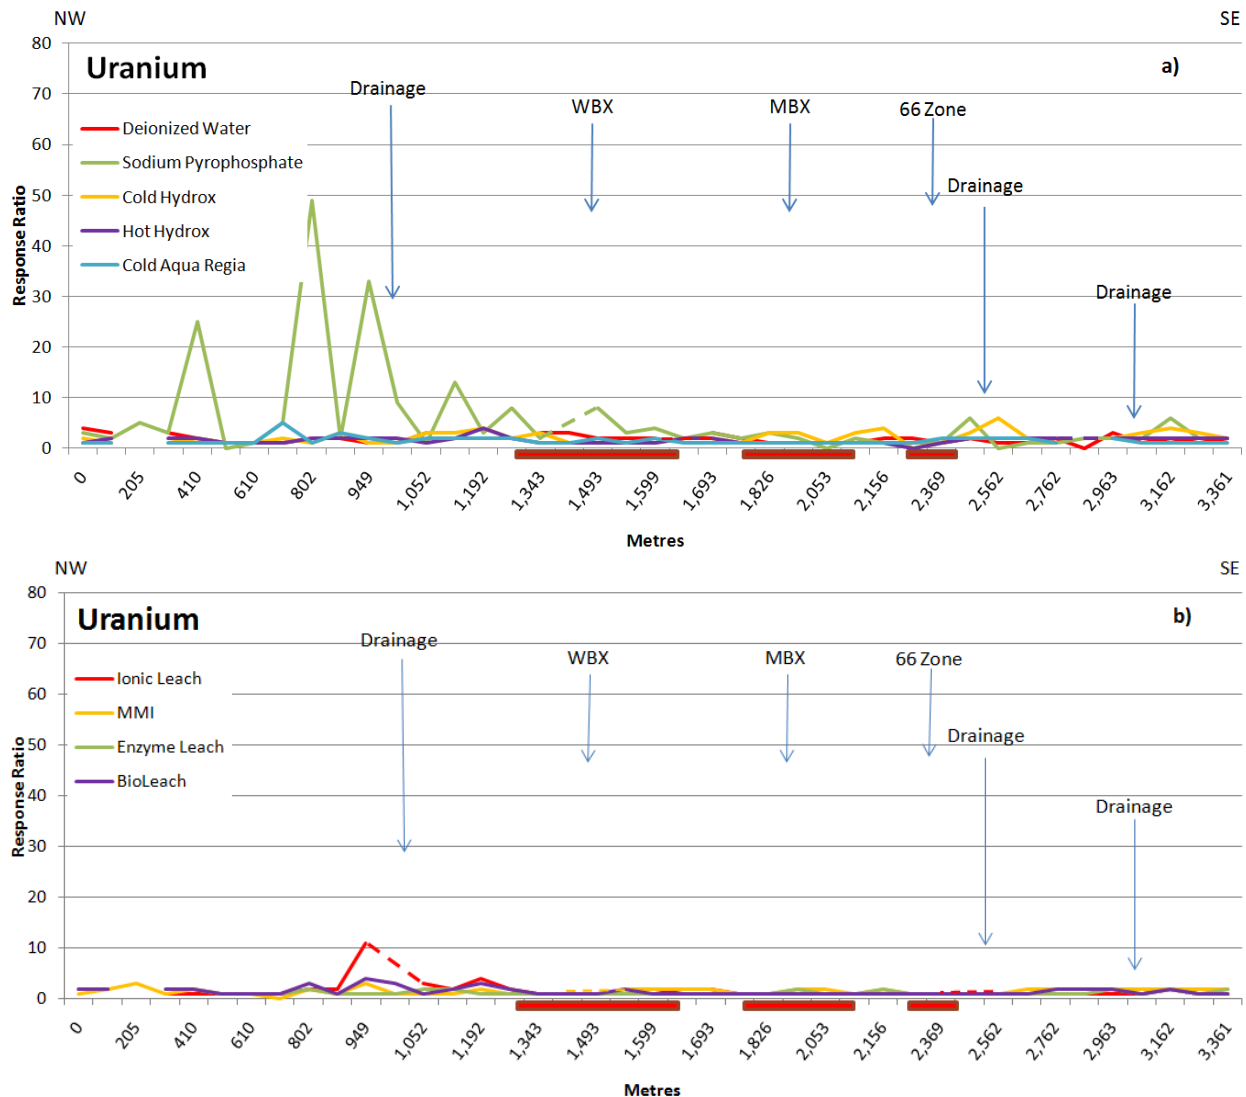 NW SE
80
Uranium a)
70
Drainage
WBX MBX 66 Zone
60
Deionized Water
Sodium Pyrophosphate
Cold Hydrox
Hot Hydrox
Cold Aqua Regia
50
Drainage
40
30
Drainage
20
10
0
Response Ratio
0 205 410 610 802 949 1,052 1,192 1,343 1,493 1,599 1,693 1,826 2,053 2,156 2,369 2,562 2,762 2,963 3,162 3,361
Metres
NW SE
80
Uranium b)
70
Drainage
WBX MBX 66 Zone
60
Ionic Leach
MMI
Enzyme Leach
BioLeach
50
Drainage
40
Drainage
30
20
10
0
Response Ratio
0 205 410 610 802 949 1,052 1,192 1,343 1,493 1,599 1,693 1,826 2,053 2,156 2,369 2,562 2,762 2,963 3,162 3,361
Metres